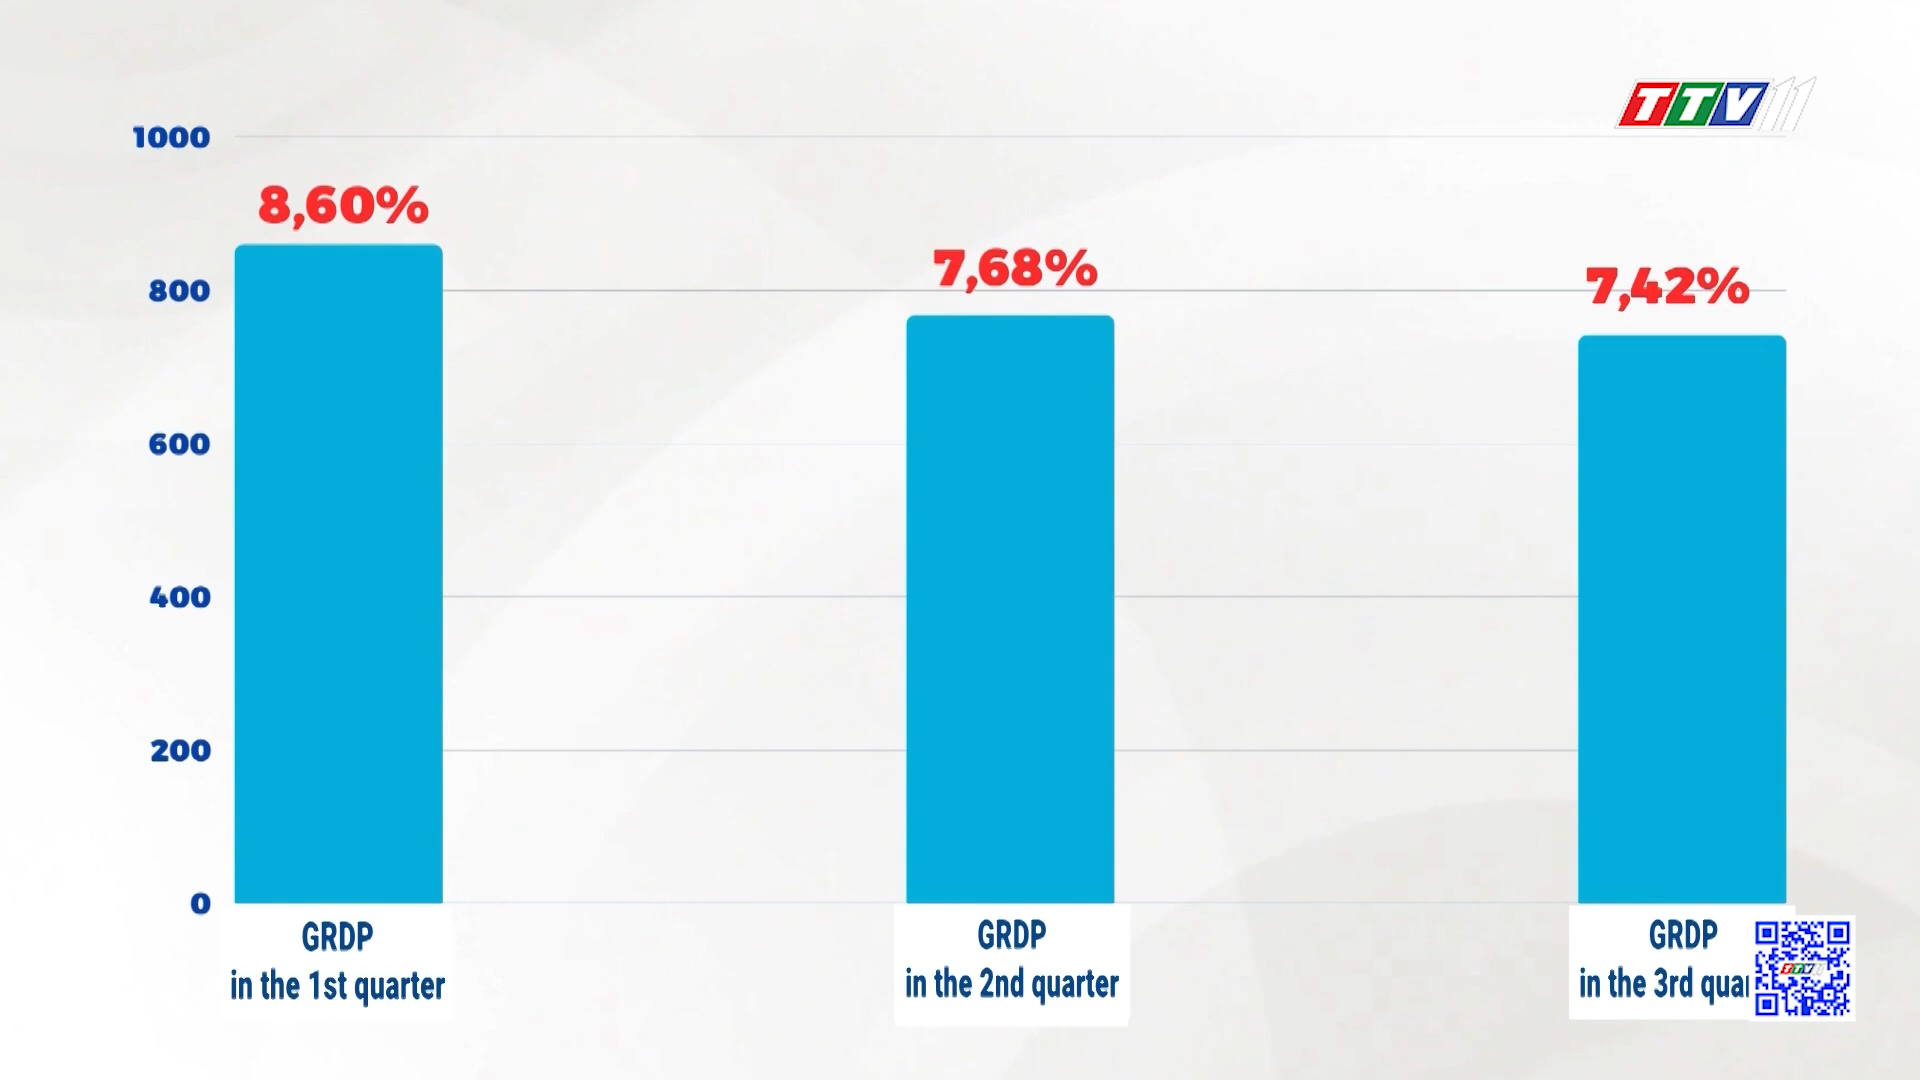 TTV11
1000
8,60%
7,68%
7,42%
800
600
400
200
0
GRDP
in the 1st quarter
GRDP
in the 2nd quarter
GRDP
in the 3rd